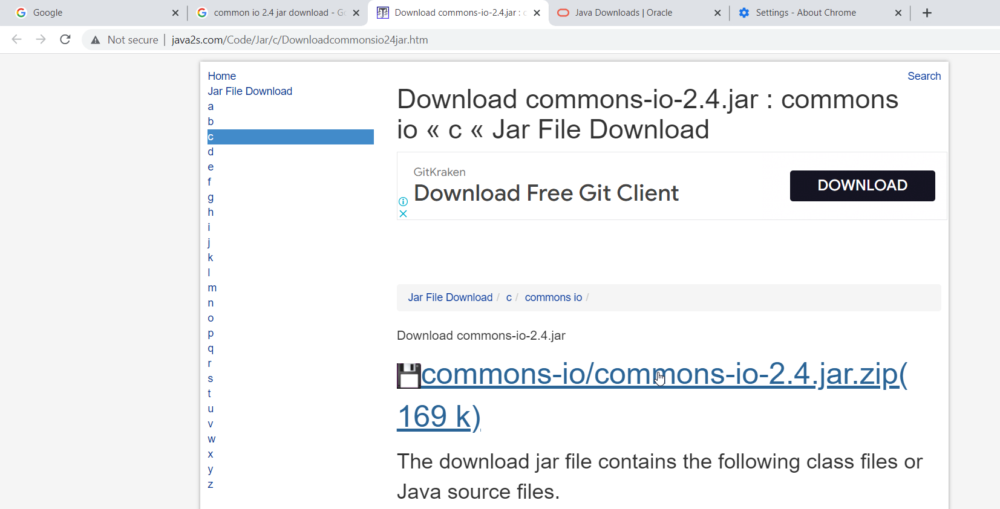 Google
common io 2.4 jar download - Go
Download commons-io-2.4.jar : c
Java Downloads | Oracle
Settings - About Chrome
Not secure | java2s.com/Code/Jar/c/Downloadcommonsio24jar.htm
Home
Search
Jar File Download
a
b
c
d
e
f
g
h
i
j
k
l
m
n
o
p
q
r
s
t
u
v
w
x
y
z
Download commons-io-2.4.jar : commons
io « c « Jar File Download
GitKraken
Download Free Git Client
DOWNLOAD
Jar File Download / c / commons io /
Download commons-io-2.4.jar
commons-io/commons-io-2.4.jar.zip(
169 k)
The download jar file contains the following class files or
Java source files.